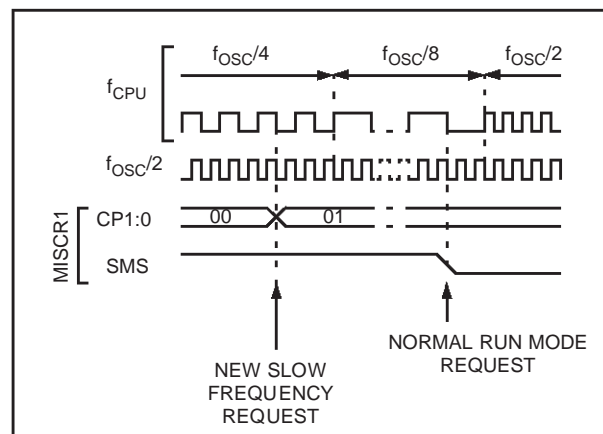 fOSC/4 fOSC/8 fOSC/2
fCPU
fOSC/2
MISCR1
CP1:0 00 01
SMS
NEW SLOW
FREQUENCY
REQUEST
NORMAL RUN MODE
REQUEST